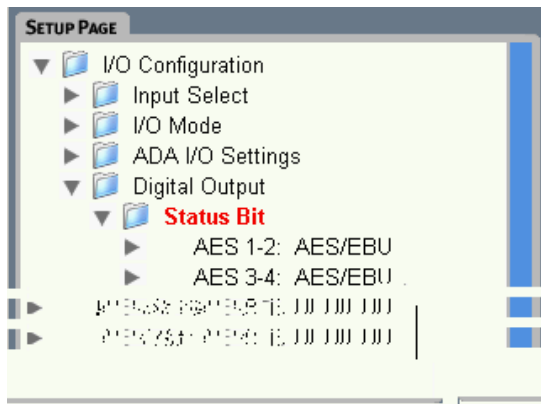 SETUP PAGE
I/O Configuration
Input Select
I/O Mode
ADA I/O Settings
Digital Output
Status Bit
AES 1-2: AES/EBU
AES 3-4: AES/EBU